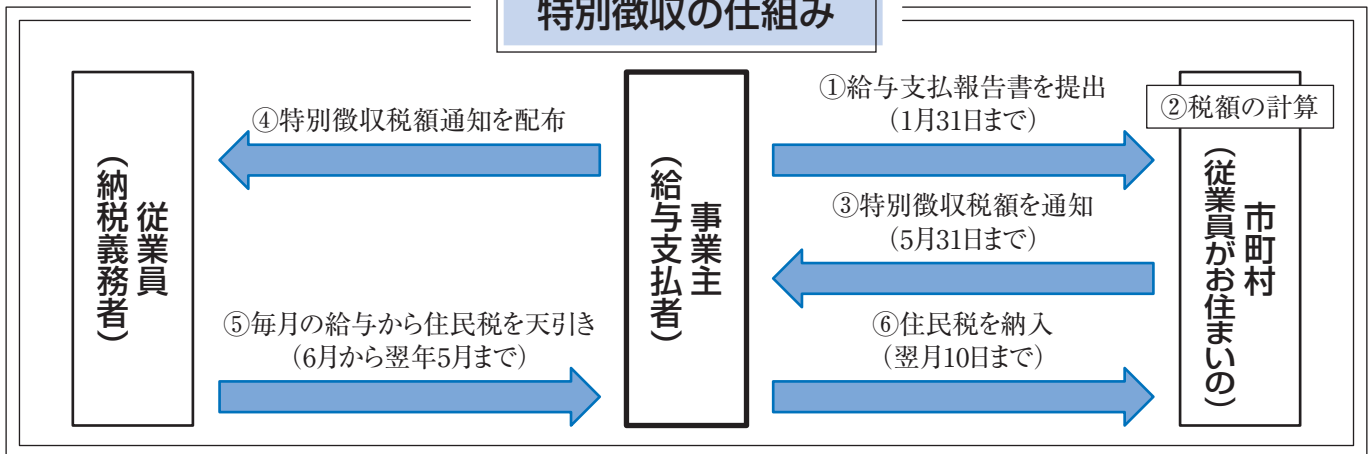 特別徴収の仕組み
従業員
（納税義務者）
④特別徴収税額通知を配布
⑤毎月の給与から住民税を天引き
（6月から翌年5月まで）
事業主
（給与支払者）
①給与支払報告書を提出
（1月31日まで）
③特別徴収税額を通知
（5月31日まで）
⑥住民税を納入
（翌月10日まで）
②税額の計算
市町村
（従業員がお住まいの）